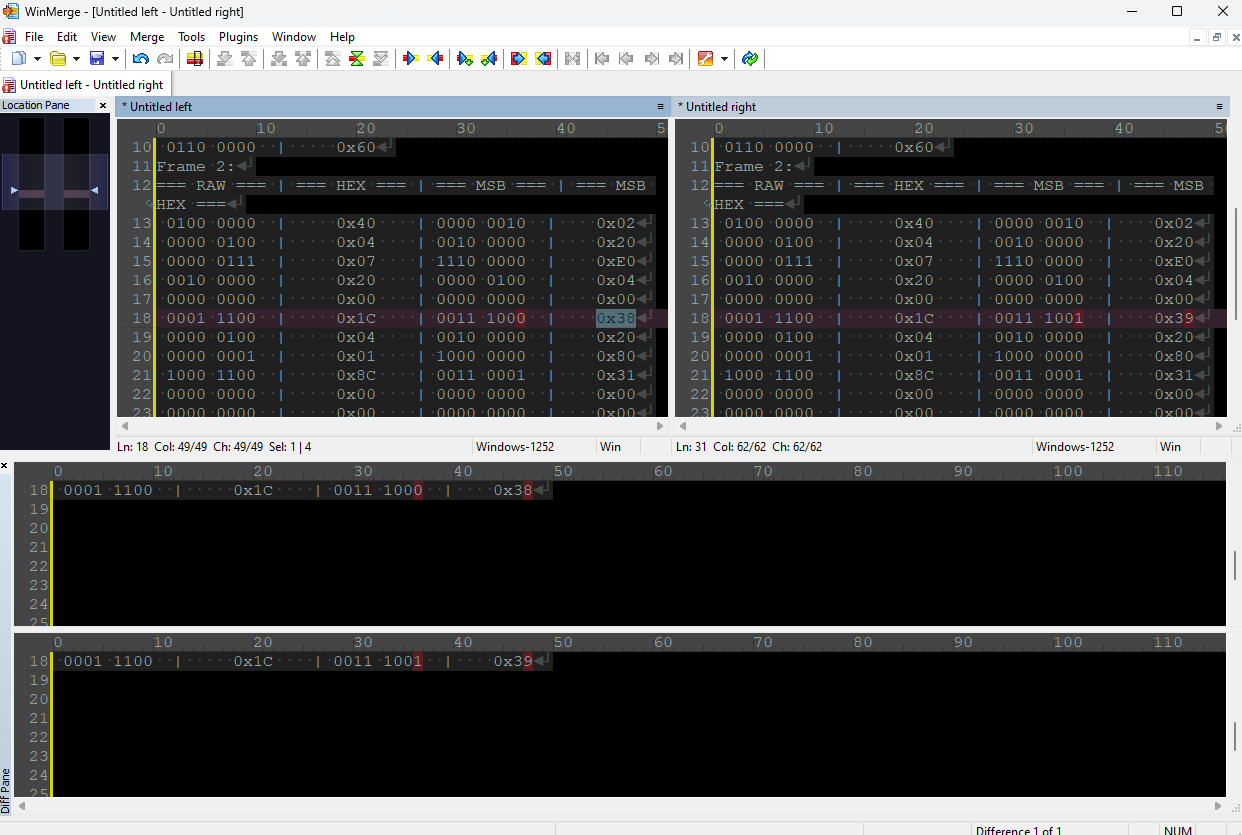 WinMerge - [Untitled left - Untitled right]
File Edit View Merge Tools Plugins Window Help
Untitled left - Untitled right
Location Pane × 
* Untitled left
0 10 20 30 40 5
10 0110 0000 | 0x60
11 Frame 2:
12 === RAW === | === HEX === | === MSB === | === MSB
HEX ===
13 0100 0000 | 0x40 | 0000 0010 | 0x02
14 0000 0100 | 0x04 | 0010 0000 | 0x20
15 0000 0111 | 0x07 | 1110 0000 | 0xE0
16 0010 0000 | 0x20 | 0000 0100 | 0x04
17 0000 0000 | 0x00 | 0000 0000 | 0x00
18 0001 1100 | 0x1C | 0011 1000 | 0x38
19 0000 0100 | 0x04 | 0010 0000 | 0x20
20 0000 0001 | 0x01 | 1000 0000 | 0x80
21 1000 1100 | 0x8C | 0011 0001 | 0x31
22 0000 0000 | 0x00 | 0000 0000 | 0x00
23 0000 0000 | 0x00 | 0000 0000 | 0x00
Ln: 18 Col: 49/49 Ch: 49/49 Sel: 1 | 4 Windows-1252 Win
* Untitled right
0 10 20 30 40 50
10 0110 0000 | 0x60
11 Frame 2:
12 === RAW === | === HEX === | === MSB === | === MSB
HEX ===
13 0100 0000 | 0x40 | 0000 0010 | 0x02
14 0000 0100 | 0x04 | 0010 0000 | 0x20
15 0000 0111 | 0x07 | 1110 0000 | 0xE0
16 0010 0000 | 0x20 | 0000 0100 | 0x04
17 0000 0000 | 0x00 | 0000 0000 | 0x00
18 0001 1100 | 0x1C | 0011 1001 | 0x39
19 0000 0100 | 0x04 | 0010 0000 | 0x20
20 0000 0001 | 0x01 | 1000 0000 | 0x80
21 1000 1100 | 0x8C | 0011 0001 | 0x31
22 0000 0000 | 0x00 | 0000 0000 | 0x00
23 0000 0000 | 0x00 | 0000 0000 | 0x00
Ln: 31 Col: 62/62 Ch: 62/62 Windows-1252 Win
0 10 20 30 40 50 60 70 80 90 100 110
18 0001 1100 | 0x1C | 0011 1000 | 0x38
19
20
21
22
23
24
25
0 10 20 30 40 50 60 70 80 90 100 110
18 0001 1100 | 0x1C | 0011 1001 | 0x39
19
20
21
22
23
24
25
Diff Pane
Difference 1 of 1 NUM